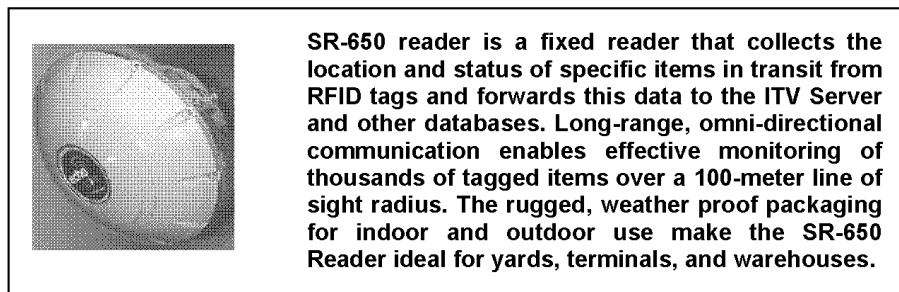 SR-650 reader is a fixed reader that collects the
location and status of specific items in transit from
RFID tags and forwards this data to the ITV Server
and other databases. Long-range, omni-directional
communication enables effective monitoring of
thousands of tagged items over a 100-meter line of
sight radius. The rugged, weather proof packaging
for indoor and outdoor use make the SR-650
Reader ideal for yards, terminals, and warehouses.